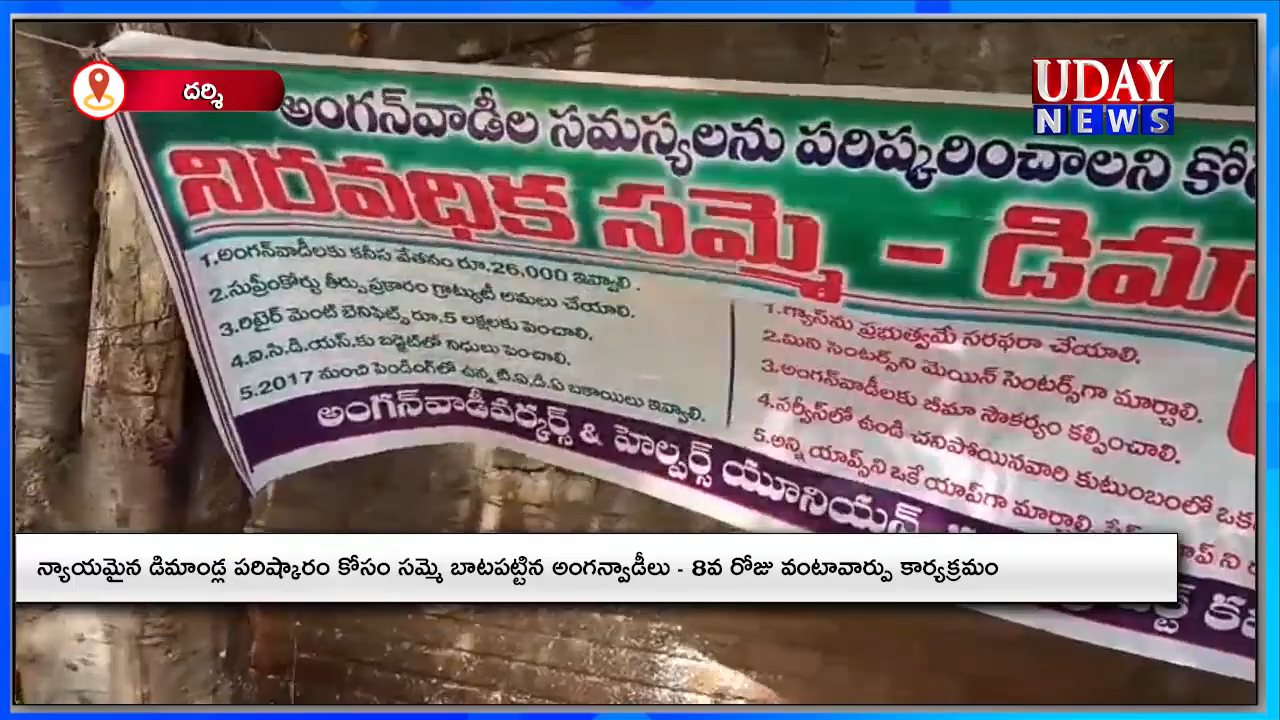 దర్శి
UDAY
NEWS
అంగన్‌వాడీల సమస్యలను పరిష్కరించాలని
నిరవధిక సమ్మె -
1.అంగన్‌వాడీలకు కనీస వేతనం రూ.26,000 ఇవ్వాలి.
2.సుప్రీంకోర్టు తీర్పు ప్రకారం గ్రాట్యుటీ అమలు చేయాలి.
3.రిటైర్ మెంట్ బెనిఫిట్స్ రూ.5 లక్షలకు పెంచాలి.
4.ఐ.సి.డి.యస్.కు బడ్జెట్‌లో నిధులు పెంచాలి.
5.2017 నుంచి పెండింగ్‌లో ఉన్న టి.ఏ.డి.ఏ బకాయిలు ఇవ్వాలి.
1.గ్యాస్‌ను ప్రభుత్వమే సరఫరా చేయాలి.
2.మిని సెంటర్స్‌ని మెయిన్ సెంటర్స్‌గా మార్చాలి.
3.అంగన్‌వాడీలకు బీమా సౌకర్యం కల్పించాలి.
4.సర్వీస్‌లో ఉండి చనిపోయినవారి కుటుంబంలో
5.అన్ని యాప్స్‌ని ఒకే యాప్‌గా మార్చాలి.
అంగన్‌వాడీవర్కర్స్ & హెల్పర్స్ యూనియన్,
న్యాయమైన డిమాండ్ల పరిష్కారం కోసం సమ్మె బాటపట్టిన అంగన్వాడీలు - 8వ రోజు వంటావార్పు కార్యక్రమం